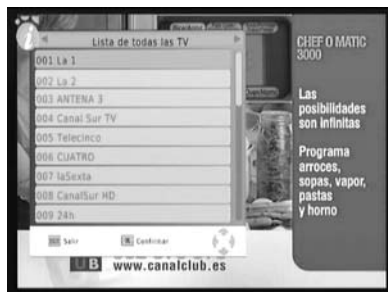 Lista de todas las TV
001 La 1
002 La 2
003 ANTENA 3
004 Canal Sur TV
005 Telecinco
006 CUATRO
007 laSexta
008 CanalSur HD
009 24h
Salir
Confirmar
CHEF O MATIC
3000
Las
posibilidades
son infinitas
Programa
arroces,
sopas, vapor,
pastas
y horno
UB
www.canalclub.es